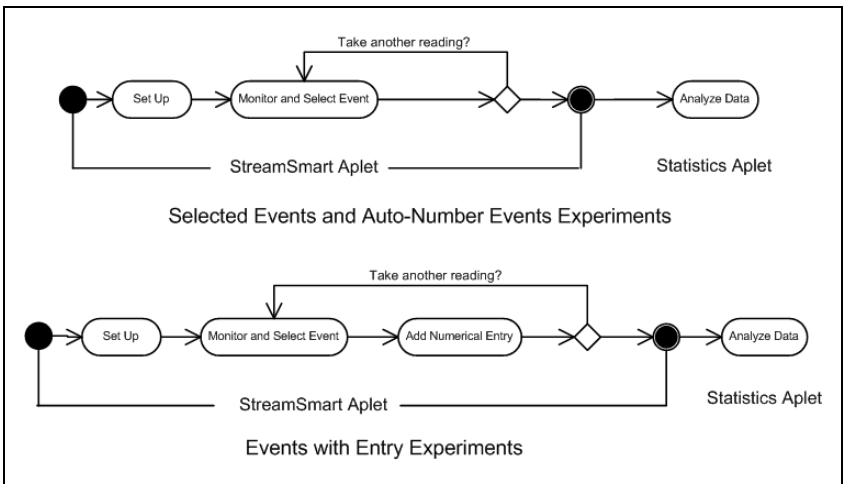 Take another reading?
Set Up
Monitor and Select Event
Analyze Data
StreamSmart Aplet
Statistics Aplet
Selected Events and Auto-Number Events Experiments
Take another reading?
Set Up
Monitor and Select Event
Add Numerical Entry
Analyze Data
StreamSmart Aplet
Statistics Aplet
Events with Entry Experiments